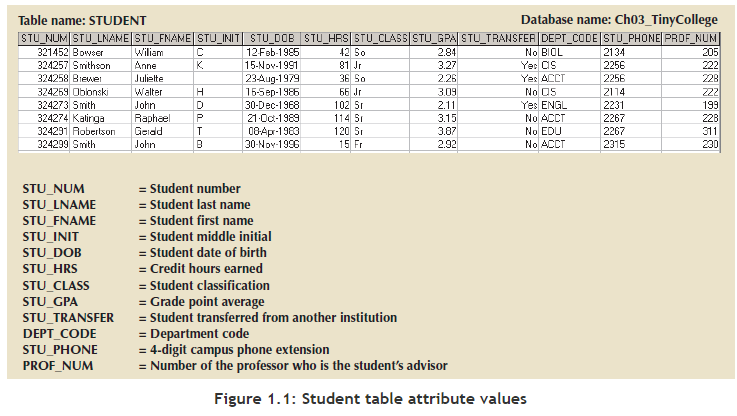 Table name: STUDENT Database name: Ch03_TinyCollege
STU_NUM STU_LNAME STU_FNAME STU_INIT STU_DOB STU_HRS STU_CLASS STU_GPA STU_TRANSFER DEPT_CODE STU_PHONE PROF_NUM
321452 Bowser William C 12-Feb-1985 42 So 2.84 No BIOL 2134 205
324257 Smithson Anne K 15-Nov-1991 81 Jr 3.27 Yes CIS 2256 222
324258 Brewer Juliette 23-Aug-1979 36 So 2.26 Yes ACCT 2256 228
324269 Oblonski Walter H 16-Sep-1986 66 Jr 3.09 No CIS 2114 222
324273 Smith John D 30-Dec-1968 102 Sr 2.11 Yes ENGL 2231 199
324274 Katinga Raphael P 21-Oct-1989 114 Sr 3.15 No ACCT 2267 228
324291 Robertson Gerald T 08-Apr-1983 120 Sr 3.87 No EDU 2267 311
324299 Smith John B 30-Nov-1996 15 Fr 2.92 No ACCT 2315 230
STU_NUM = Student number
STU_LNAME = Student last name
STU_FNAME = Student first name
STU_INIT = Student middle initial
STU_DOB = Student date of birth
STU_HRS = Credit hours earned
STU_CLASS = Student classification
STU_GPA = Grade point average
STU_TRANSFER = Student transferred from another institution
DEPT_CODE = Department code
STU_PHONE = 4-digit campus phone extension
PROF_NUM = Number of the professor who is the student's advisor
Figure 1.1: Student table attribute values